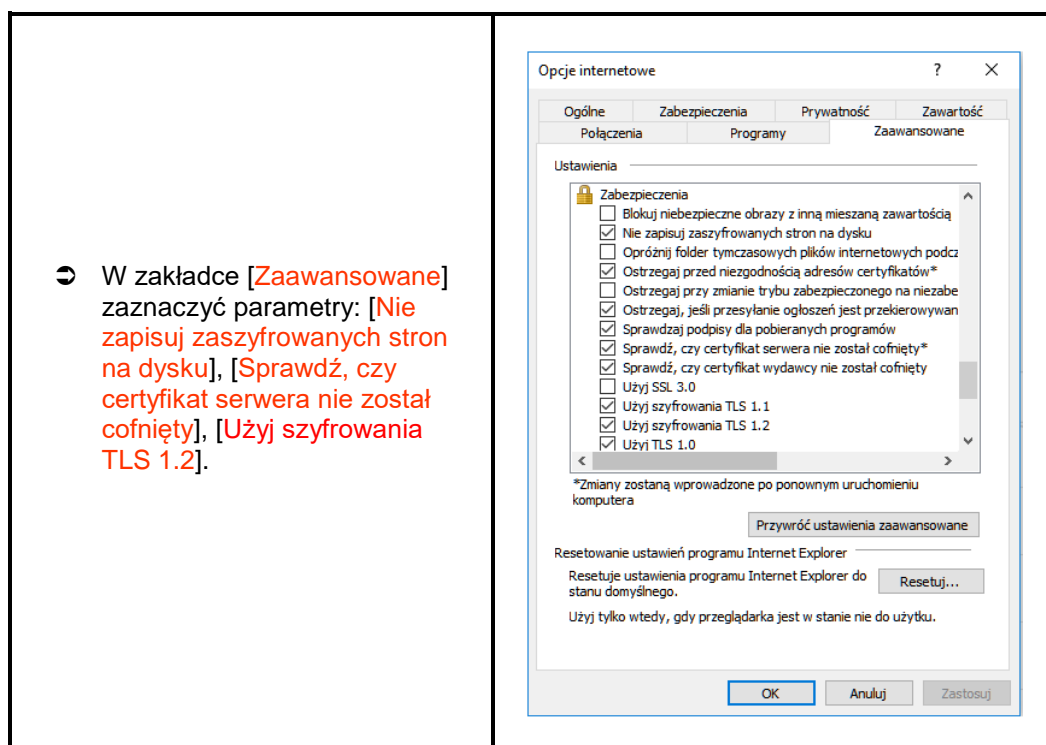 ➲ W zakładce [Zaawansowane]
zaznaczyć parametry: [Nie
zapisuj zaszyfrowanych stron
na dysku], [Sprawdź, czy
certyfikat serwera nie został
cofnięty], [Użyj szyfrowania
TLS 1.2].
Opcje internetowe ? ×
Ogólne Zabezpieczenia Prywatność Zawartość
Połączenia Programy Zaawansowane
Ustawienia
Zabezpieczenia
Blokuj niebezpieczne obrazy z inną mieszaną zawartością
Nie zapisuj zaszyfrowanych stron na dysku
Opróżnij folder tymczasowych plików internetowych podcz
Ostrzegaj przed niezgodnością adresów certyfikatów*
Ostrzegaj przy zmianie trybu zabezpieczonego na niezabe
Ostrzegaj, jeśli przesyłanie ogłoszeń jest przekierowywan
Sprawdzaj podpisy dla pobieranych programów
Sprawdź, czy certyfikat serwera nie został cofnięty*
Sprawdź, czy certyfikat wydawcy nie został cofnięty
Użyj SSL 3.0
Użyj szyfrowania TLS 1.1
Użyj szyfrowania TLS 1.2
Użyj TLS 1.0
*Zmiany zostaną wprowadzone po ponownym uruchomieniu
komputera
Przywróć ustawienia zaawansowane
Resetowanie ustawień programu Internet Explorer
Resetuje ustawienia programu Internet Explorer do
stanu domyślnego.
Resetuj...
Użyj tylko wtedy, gdy przeglądarka jest w stanie nie do użytku.
OK Anuluj Zastosuj